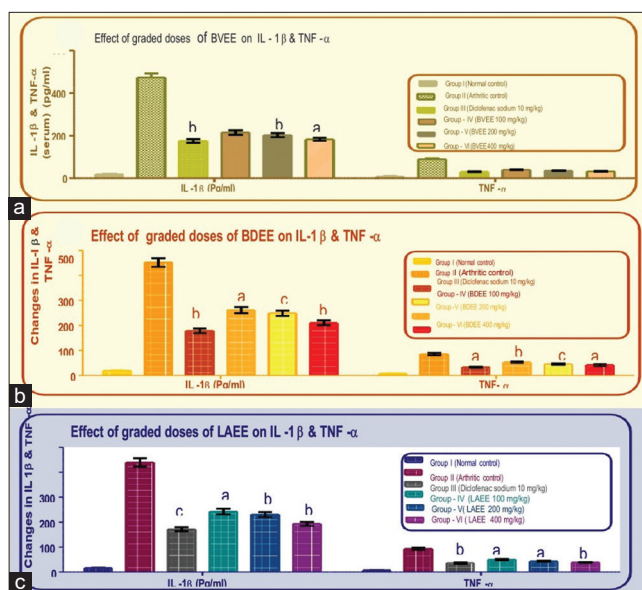 Effect of graded doses of BVEE on IL - 1β & TNF -α
IL -1β & TNF-α
(serum) (pg/ml)
400
200
0
b
b
a
IL -1β (Pg/ml)
TNF -α
Group I (Normal control)
Group II (Arthritic control)
Group III (Diclofenac sodium 10 mg/kg)
Group - IV (BVEE 100 mg/kg)
Group - V (BVEE 200 mg/kg)
Group - VI (BVEE400 mg/kg)
a
Effect of graded doses of BDEE on IL-1β & TNF -α
Changes in IL-I β &
TNF -α
500
300
200
100
0
b
a
c
b
a
b
c
a
IL -1β (Pg/ml)
TNF- α
Group I (Normal control)
Group II (Arthritic control)
Group III (Diclofenac sodium 10 mg/kg)
Group - IV (BDEE 100 mg/kg)
Group - V (BDEE 200 mg/kg)
Group - VI (BDEE 400 mg/kg)
b
Effect of graded doses of LAEE on IL -1β & TNF -α
Changes in IL 1β & TNF -α
300
200
100
0
c
a
b
b
b
a
a
b
IL -1β (Pg/ml)
TNF -α
Group I (Normal control)
Group II (Arthritic control)
Group III (Diclofenac sodium 10 mg/kg)
Group - IV (LAEE 100 mg/kg)
Group - V( LAEE 200 mg/kg)
Group - VI ( LAEE 400 mg/kg)
c